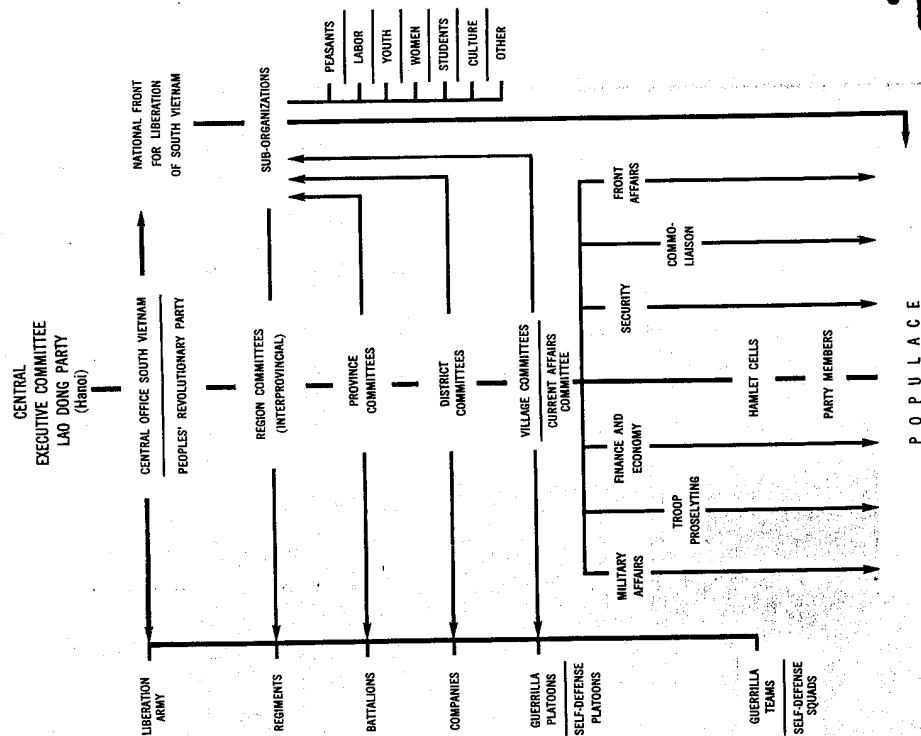 CENTRAL
EXECUTIVE COMMITTEE
LAO DONG PARTY
(Hanoi)
CENTRAL OFFICE SOUTH VIETNAM
PEOPLES' REVOLUTIONARY PARTY
NATIONAL FRONT
FOR LIBERATION
OF SOUTH VIETNAM
LIBERATION
ARMY
REGIMENTS
REGION COMMITTEES
(INTERPROVINCIAL)
SUB-ORGANIZATIONS
PEASANTS
LABOR
YOUTH
WOMEN
STUDENTS
CULTURE
OTHER
BATTALIONS
PROVINCE
COMMITTEES
COMPANIES
DISTRICT
COMMITTEES
GUERRILLA
PLATOONS
SELF-DEFENSE
PLATOONS
VILLAGE COMMITTEES
CURRENT AFFAIRS
COMMITTEE
MILITARY
AFFAIRS
TROOP
PROSELYTING
FINANCE AND
ECONOMY
SECURITY
COMMO-
LIAISON
FRONT
AFFAIRS
GUERRILLA
TEAMS
SELF-DEFENSE
SQUADS
HAMLET CELLS
PARTY MEMBERS
POPULACE